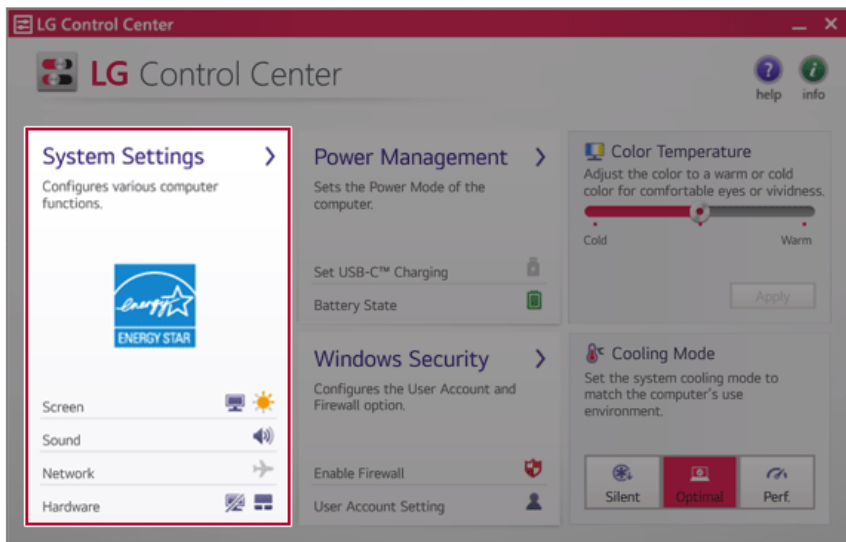 LG Control Center
LG Control Center
help
info
System Settings
Configures various computer
functions.
energy
ENERGY STAR
Screen
Sound
Network
Hardware
Power Management
Sets the Power Mode of the
computer.
Set USB-C™ Charging
Battery State
Windows Security
Configures the User Account and
Firewall option.
Enable Firewall
User Account Setting
Color Temperature
Adjust the color to a warm or cold
color for comfortable eyes or vividness.
Cold
Warm
Apply
Cooling Mode
Set the system cooling mode to
match the computer's use
environment.
Silent
Optimal
Perf.